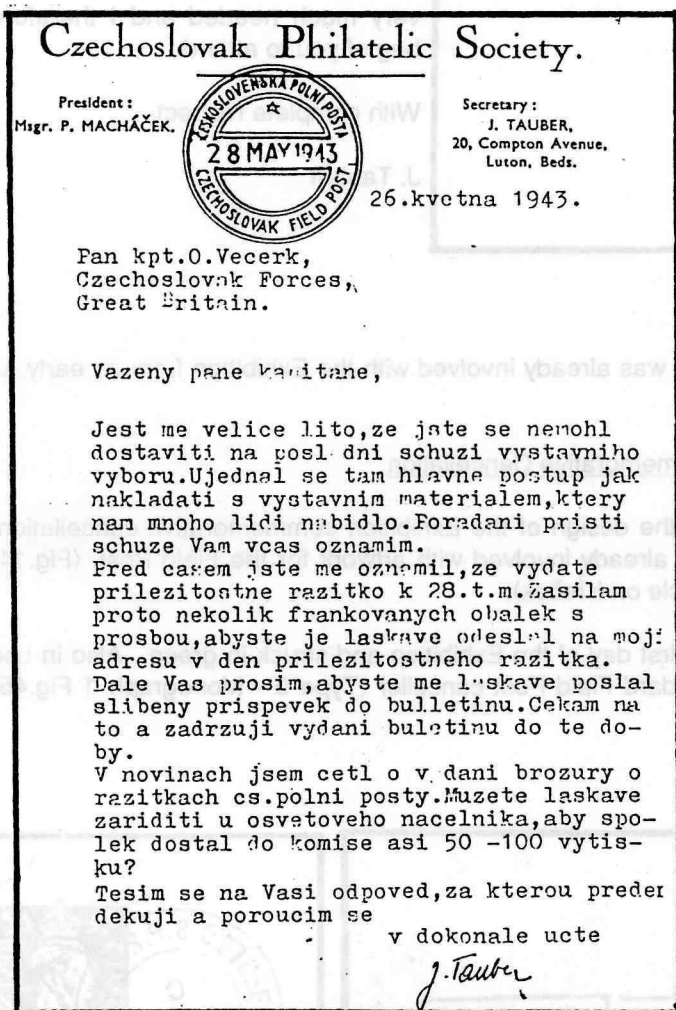 Czechoslovak Philatelic Society.
President:
Msgr. P. MACHÁČEK.
ČESKOSLOVENSKÁ POLNÍ POŠTA
28 MAY 1943
CZECHOSLOVAK FIELD POST
Secretary:
J. TAUBER,
20, Compton Avenue,
Luton, Beds.
26.kvetna 1943.
Pan kpt.O.Vecerk,
Czechoslovak Forces,
Great Britain.
Vazeny pane
Jest me velice lito,ze jste se nemohl
dostaviti na posl dni schuzi vystavniho
vyboru.Ujednal se tam hlavne postup jak
nakladati s vystavnim materialem,ktery
nam mnoho lidi nabidlo.Poradani pristi
schuze Vam vcas oznamim.
Pred casem jste me oznamil,ze vydate
prilezitostne razitko k 28.t.m.Zasilam
proto nekolik frankovanych obalek s
prosbou,abyste je laskave odeslal na moji
adresu v den prilezitostneho razitka.
Dale Vas prosim,abyste me laskave poslal
slibeny prispevek do bulletinu.Cekam na
to a zadrzuji vydani buletinu do te do-
by.
V novinach jsem cetl o v dani brozury o
razitkach cs.polni posty.Muzete laskave
zariditi u osvetoveho nacelnika,aby spo-
lek dostal do komise asi 50 -100 vytis-
ku?
Tesim se na Vasi odpoved,za kterou predem
dekuji a poroucim se
v dokonale ucte
J. Tauber